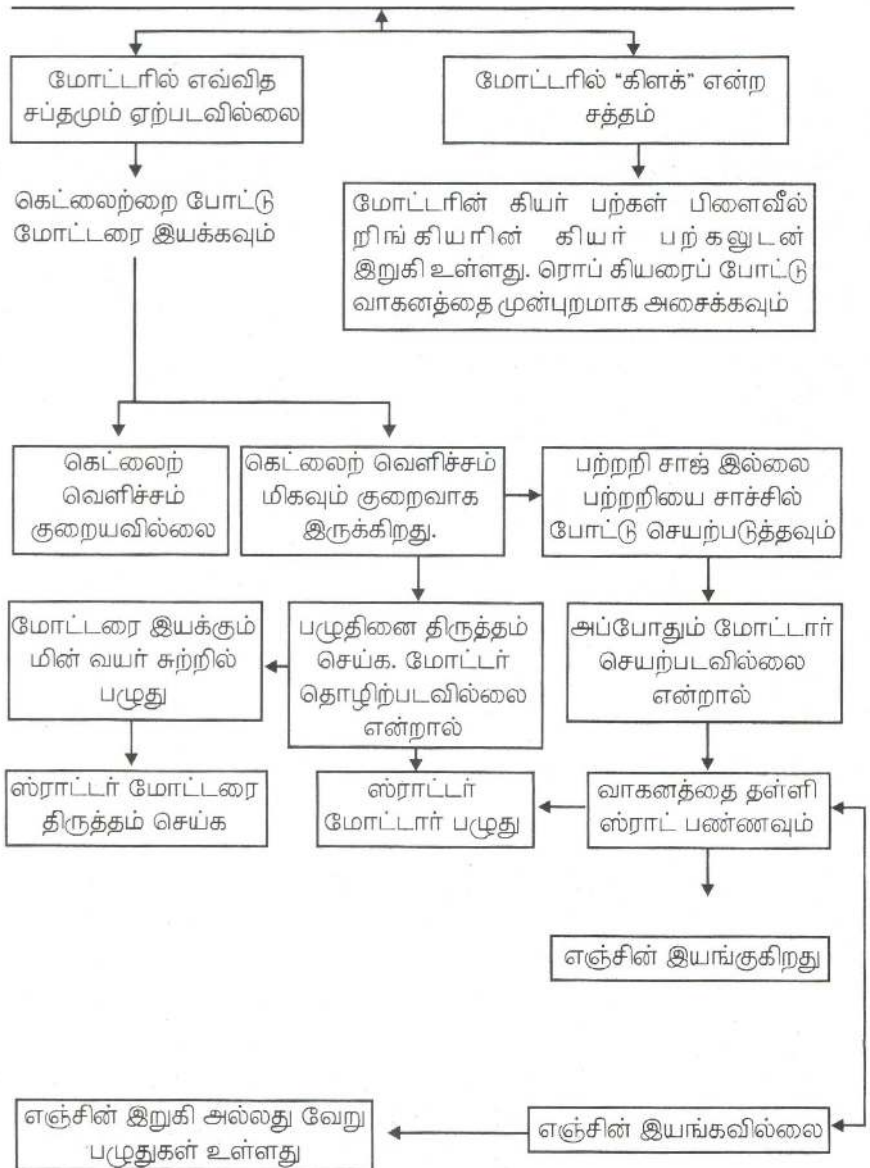 மோட்டரில் எவ்வித
சப்தமும் ஏற்படவில்லை
மோட்டரில் “கிளக்” என்ற
சத்தம்
கெட்லைற்றை போட்டு
மோட்டரை இயக்கவும்
மோட்டரின் கியர் பற்கள் பிளைவீல்
றிங்கியரின் கியர் பற்கலுடன்
இறுகி உள்ளது. ரொப் கியரைப் போட்டு
வாகனத்தை முன்புறமாக அசைக்கவும்
கெட்லைற்
வெளிச்சம்
குறையவில்லை
கெட்லைற் வெளிச்சம்
மிகவும் குறைவாக
இருக்கிறது.
பற்றறி சாஜ் இல்லை
பற்றறியை சாச்சில்
போட்டு செயற்படுத்தவும்
மோட்டரை இயக்கும்
மின் வயர் சுற்றில்
பழுது
பழுதினை திருத்தம்
செய்க. மோட்டர்
தொழிற்படவில்லை
என்றால்
அப்போதும் மோட்டார்
செயற்படவில்லை
என்றால்
ஸ்ராட்டர் மோட்டரை
திருத்தம் செய்க
ஸ்ராட்டர்
மோட்டார் பழுது
வாகனத்தை தள்ளி
ஸ்ராட் பண்ணவும்
எஞ்சின் இயங்குகிறது
எஞ்சின் இறுகி அல்லது வேறு
பழுதுகள் உள்ளது
எஞ்சின் இயங்கவில்லை